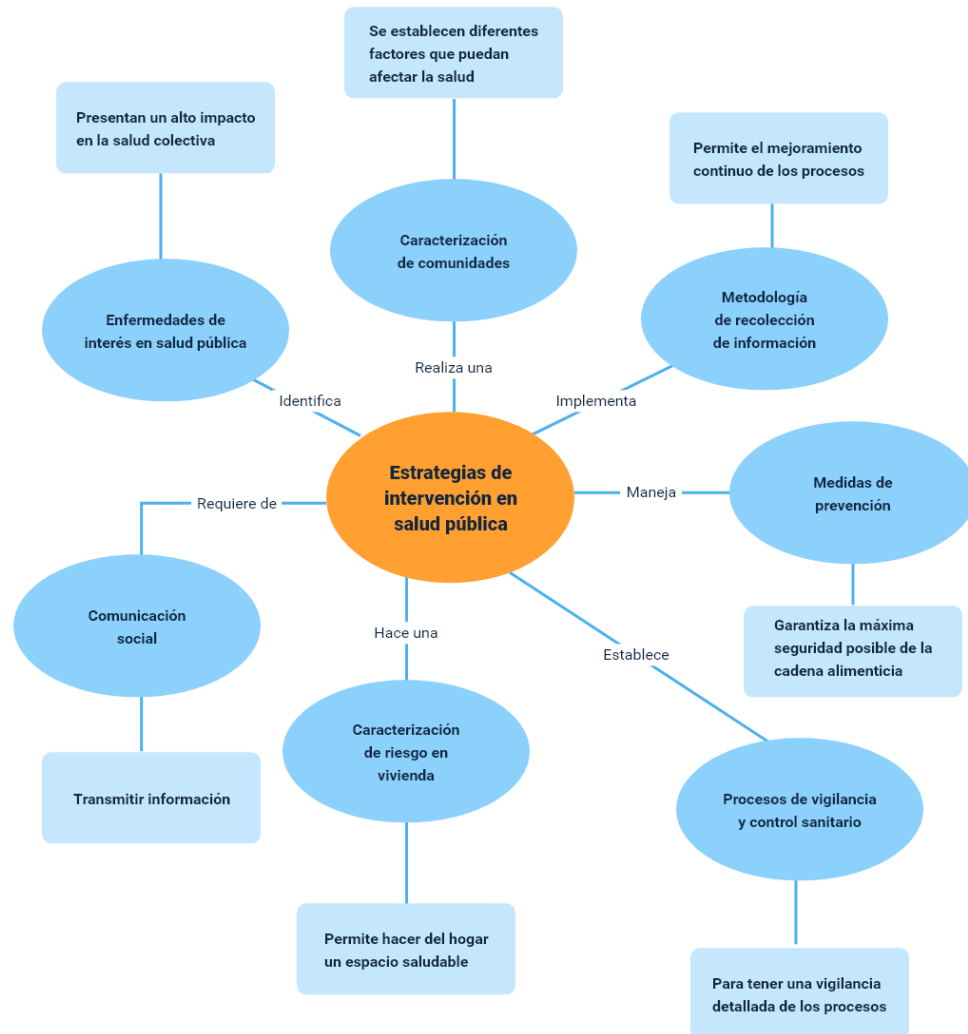 Se establecen diferentes
factores que puedan
afectar la salud
Presentan un alto impacto
en la salud colectiva
Permite el mejoramiento
continuo de los procesos
Caracterización
de comunidades
Enfermedades de
interés en salud pública
Metodología
de recolección
de información
Realiza una
Identifica
Implementa
Estrategias de
intervención en
salud pública
Maneja
Medidas de
prevención
Requiere de
Comunicación
social
Hace una
Establece
Garantiza la máxima
seguridad posible de la
cadena alimenticia
Caracterización
de riesgo en
vivienda
Transmitir información
Procesos de vigilancia
y control sanitario
Permite hacer del hogar
un espacio saludable
Para tener una vigilancia
detallada de los procesos